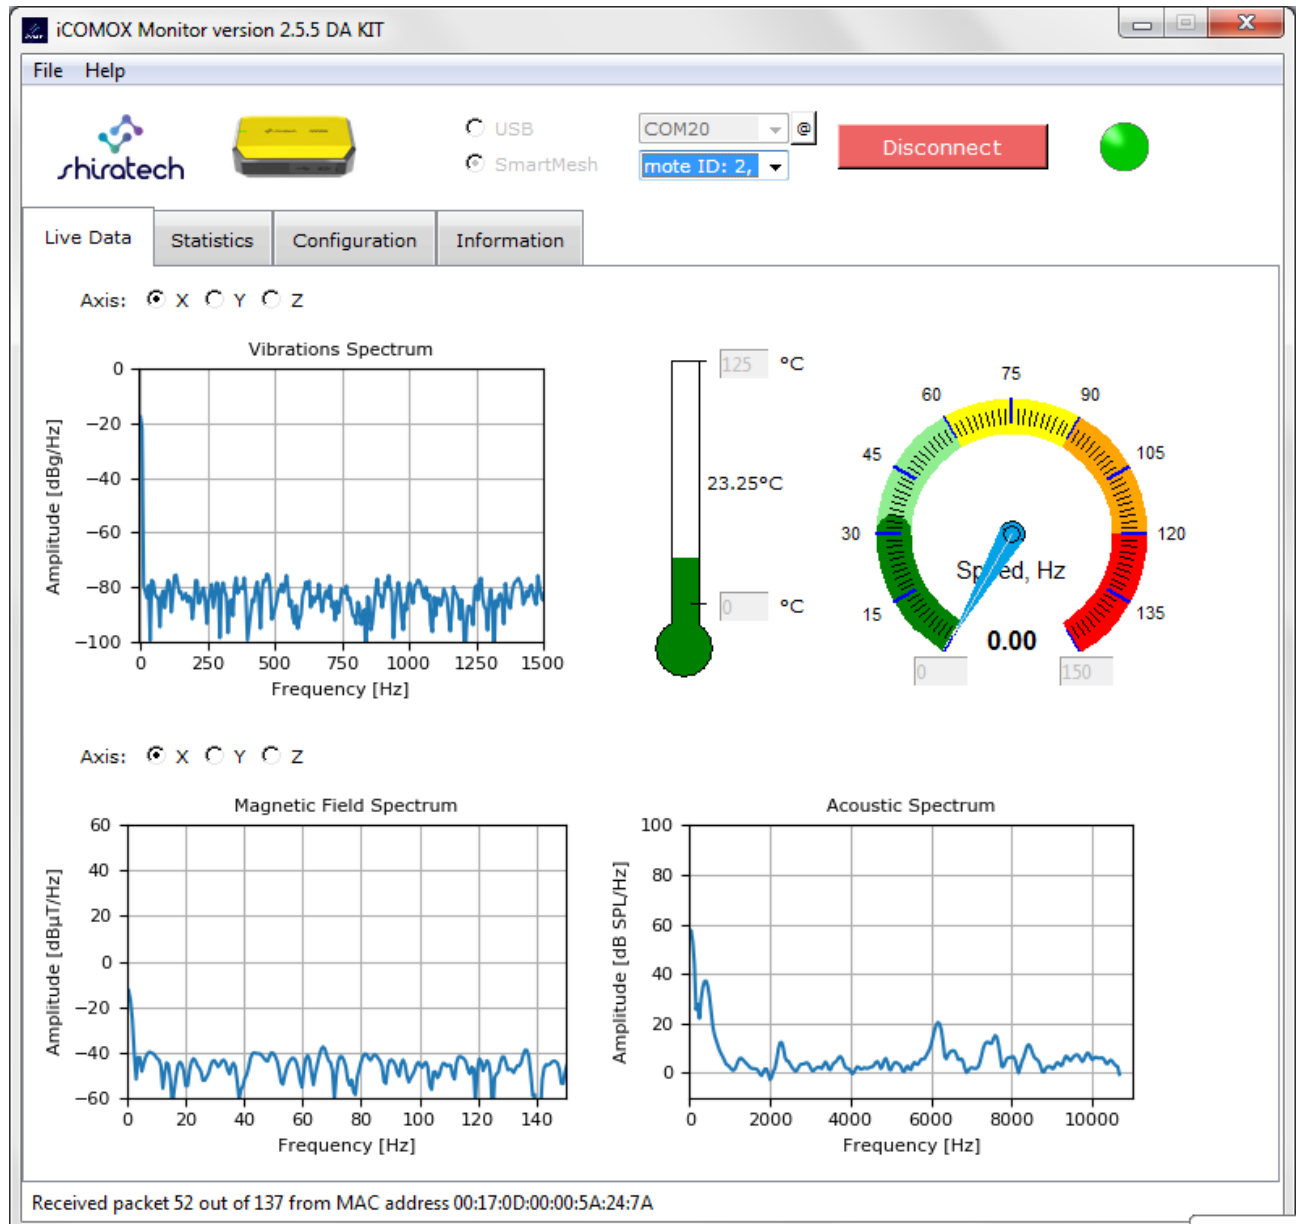 iCOMOX Monitor version 2.5.5 DA KIT
File Help
shiratech
USB
COM20
@
SmartMesh
mote ID: 2,
Disconnect
Live Data Statistics Configuration Information
Axis: X Y Z
Vibrations Spectrum
0
−20
−40
−60
−80
−100
Amplitude [dBg/Hz]
0 250 500 750 1000 1250 1500
Frequency [Hz]
125 °C
23.25°C
0 °C
0
15
30
45
60
75
90
105
120
135
150
Speed, Hz
0.00
Axis: X Y Z
Magnetic Field Spectrum
60
40
20
0
−20
−40
−60
Amplitude [dBµT/Hz]
0 20 40 60 80 100 120 140
Frequency [Hz]
Acoustic Spectrum
100
80
60
40
20
0
Amplitude [dB SPL/Hz]
0 2000 4000 6000 8000 10000
Frequency [Hz]
Received packet 52 out of 137 from MAC address 00:17:0D:00:00:5A:24:7A